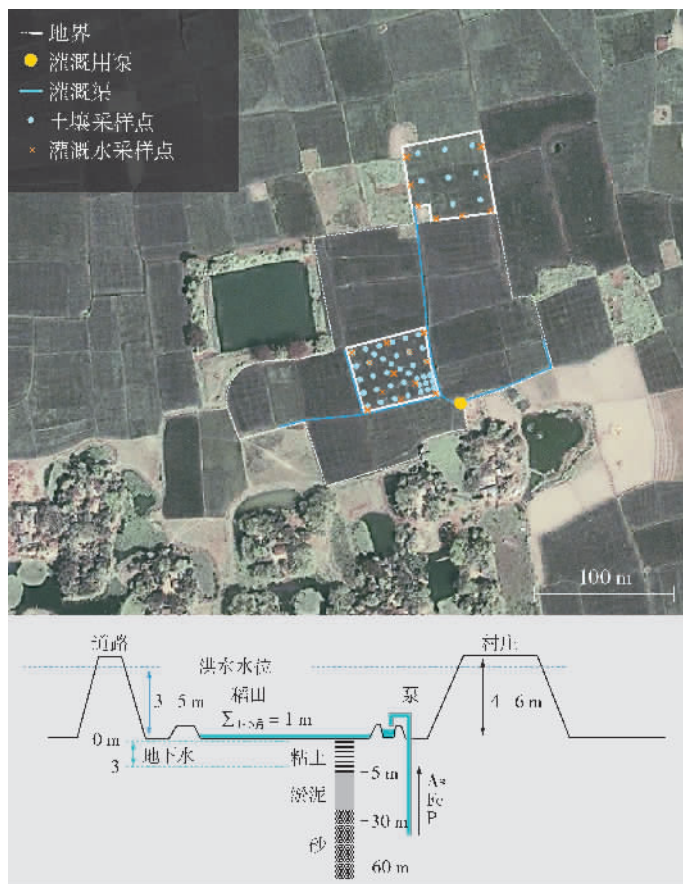 地界
灌溉用泵
灌溉渠
土壤采样点
灌溉水采样点
100 m
道路
村庄
洪水水位
3 5 m
稻田
泵
4 6 m
= 1 m
0 m
地下水
3
粘土
-5 m
淤泥
As
Fe
P
-30 m
砂
60 m